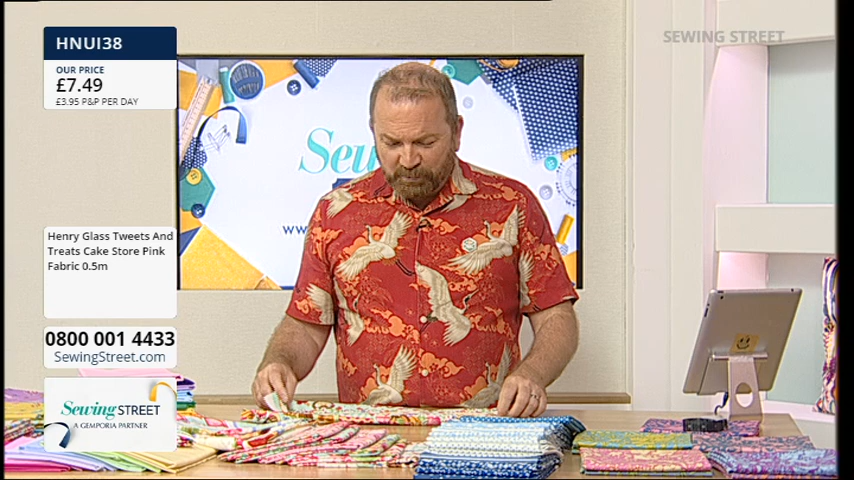 HNUI38
OUR PRICE
£7.49
£3.95 P&P PER DAY
SEWING STREET
Sew
www.
Henry Glass Tweets And
Treats Cake Store Pink
Fabric 0.5m
0800 001 4433
SewingStreet.com
Sewing STREET
A GEMPORIA PARTNER